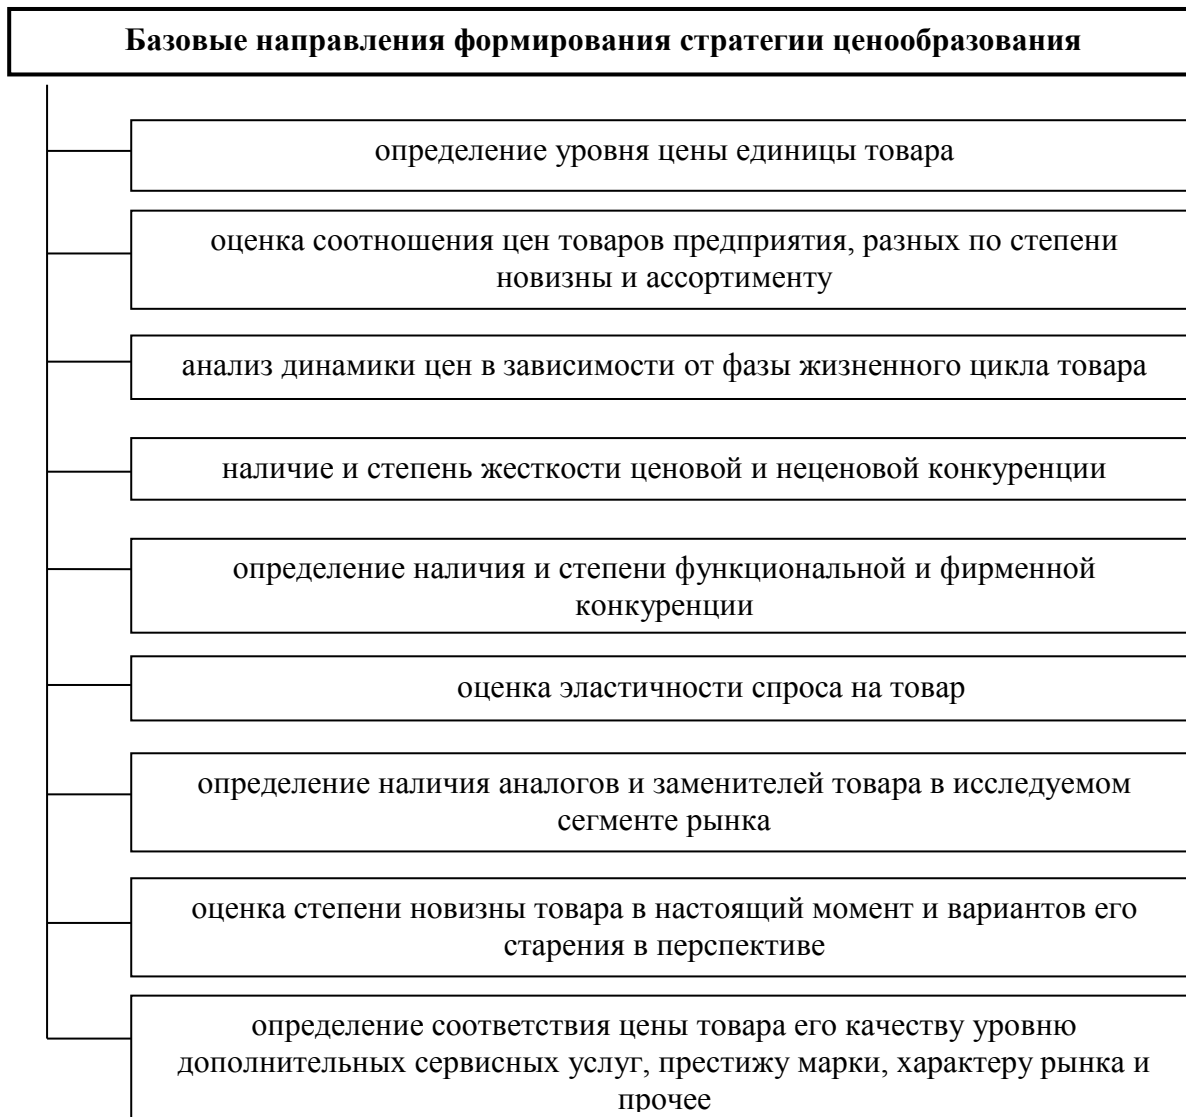 Базовые направления формирования стратегии ценообразования
определение уровня цены единицы товара
оценка соотношения цен товаров предприятия, разных по степени
новизны и ассортименту
анализ динамики цен в зависимости от фазы жизненного цикла товара
наличие и степень жесткости ценовой и неценовой конкуренции
определение наличия и степени функциональной и фирменной
конкуренции
оценка эластичности спроса на товар
определение наличия аналогов и заменителей товара в исследуемом
сегменте рынка
оценка степени новизны товара в настоящий момент и вариантов его
старения в перспективе
определение соответствия цены товара его качеству уровню
дополнительных сервисных услуг, престижу марки, характеру рынка и
прочее